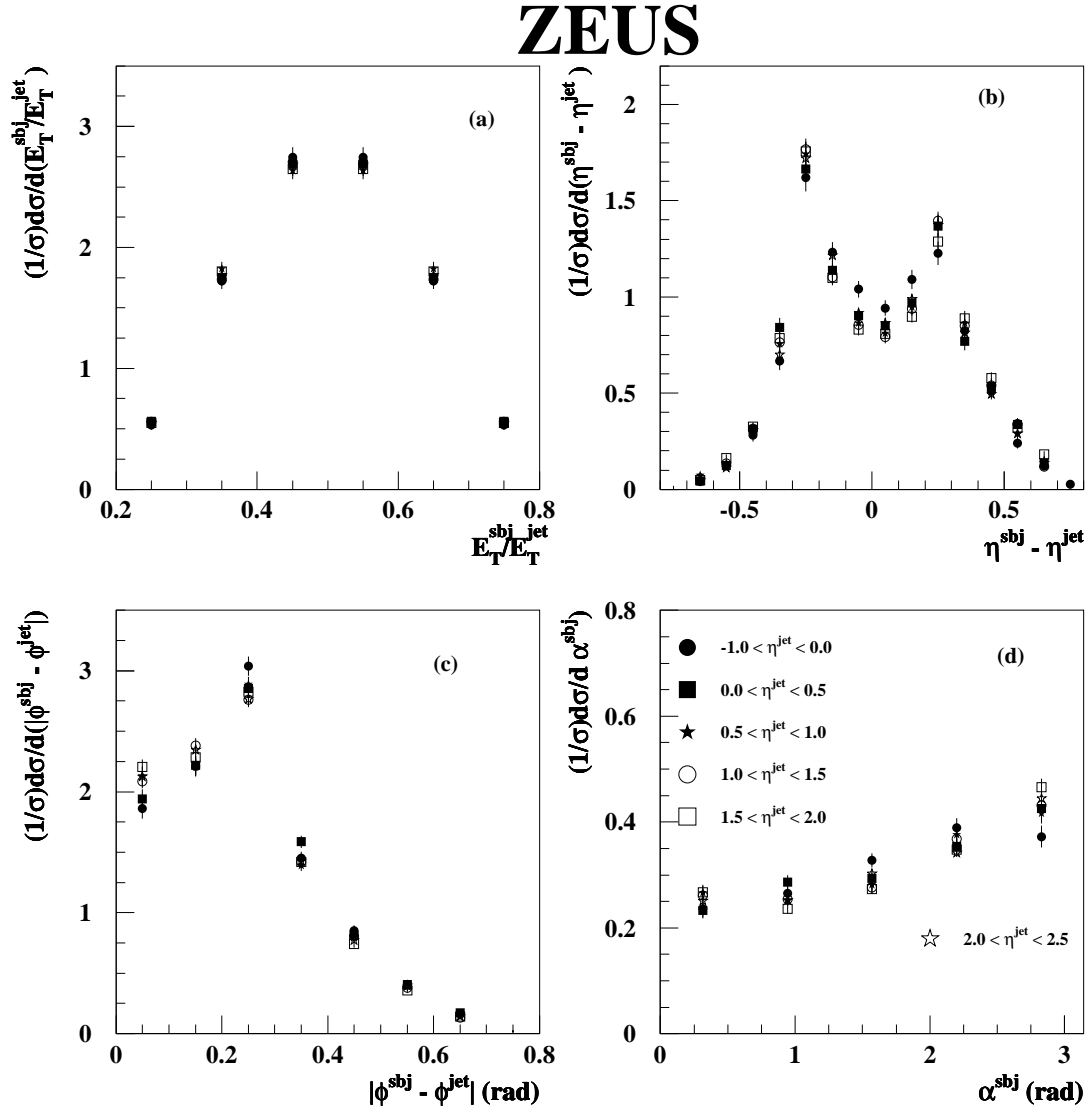 ZEUS
(1/σ)dσ/d(E_T^sbj/E_T^jet)
(a)
3
2
1
0
0.2 0.4 0.6 0.8
E_T^sbj/E_T^jet
(1/σ)dσ/d(η^sbj - η^jet)
(b)
2
1.5
1
0.5
0
-0.5 0 0.5
η^sbj - η^jet
(1/σ)dσ/d(|ϕ^sbj - ϕ^jet|
(c)
3
2
1
0
0 0.2 0.4 0.6 0.8
|ϕ^sbj - ϕ^jet| (rad)
(1/σ)dσ/d α^sbj)
(d)
0.8
0.6
0.4
0.2
0
-1.0 < η^jet < 0.0
0.0 < η^jet < 0.5
0.5 < η^jet < 1.0
1.0 < η^jet < 1.5
1.5 < η^jet < 2.0
2.0 < η^jet < 2.5
0 1 2 3
α^sbj (rad)